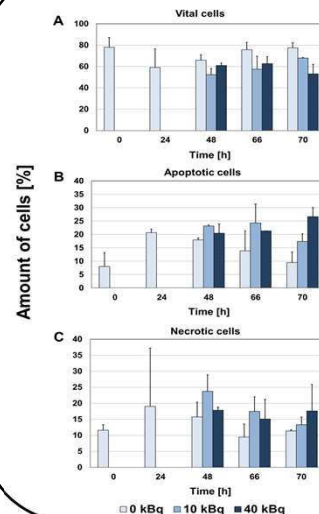 A
Vital cells
100
80
60
40
20
0
0 24 48 66 70
Time [h]
B
Apoptotic cells
40
35
30
25
20
15
10
5
0
0 24 48 66 70
Time [h]
C
Necrotic cells
40
35
30
25
20
15
10
5
0
0 24 48 66 70
Time [h]
Amount of cells [%]
0 kBq 10 kBq 40 kBq